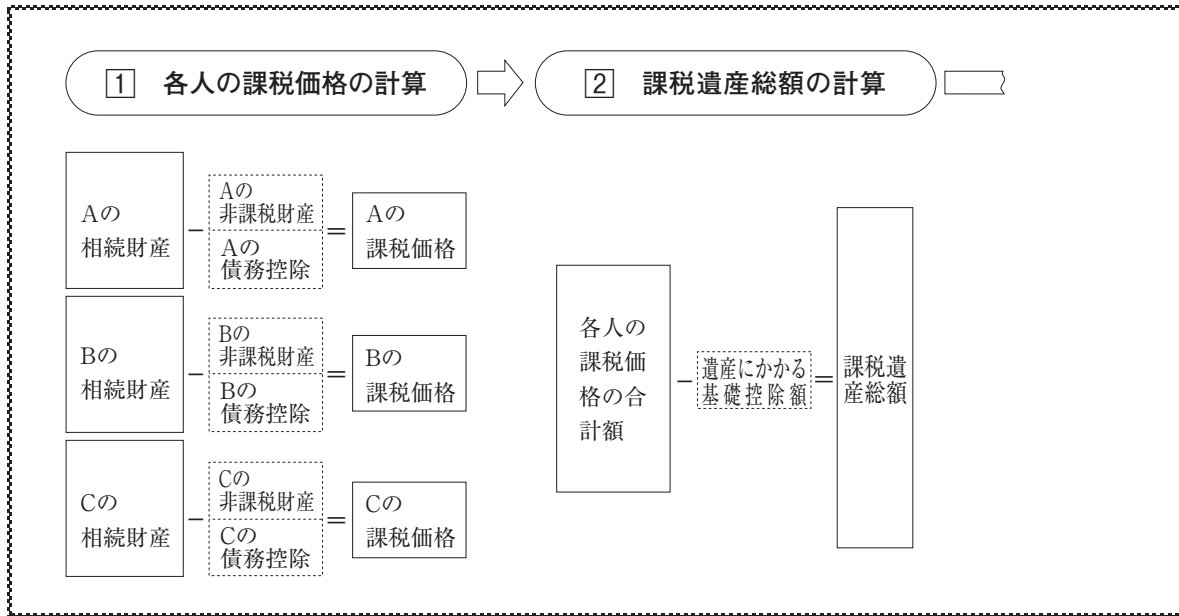 1 各人の課税価格の計算
2 課税遺産総額の計算
Aの
相続財産
−
Aの
非課税財産
Aの
債務控除
=
Aの
課税価格
Bの
相続財産
−
Bの
非課税財産
Bの
債務控除
=
Bの
課税価格
Cの
相続財産
−
Cの
非課税財産
Cの
債務控除
=
Cの
課税価格
各人の
課税価
格の合
計額
−
遺産にかかる
基礎控除額
=
課税遺
産総額